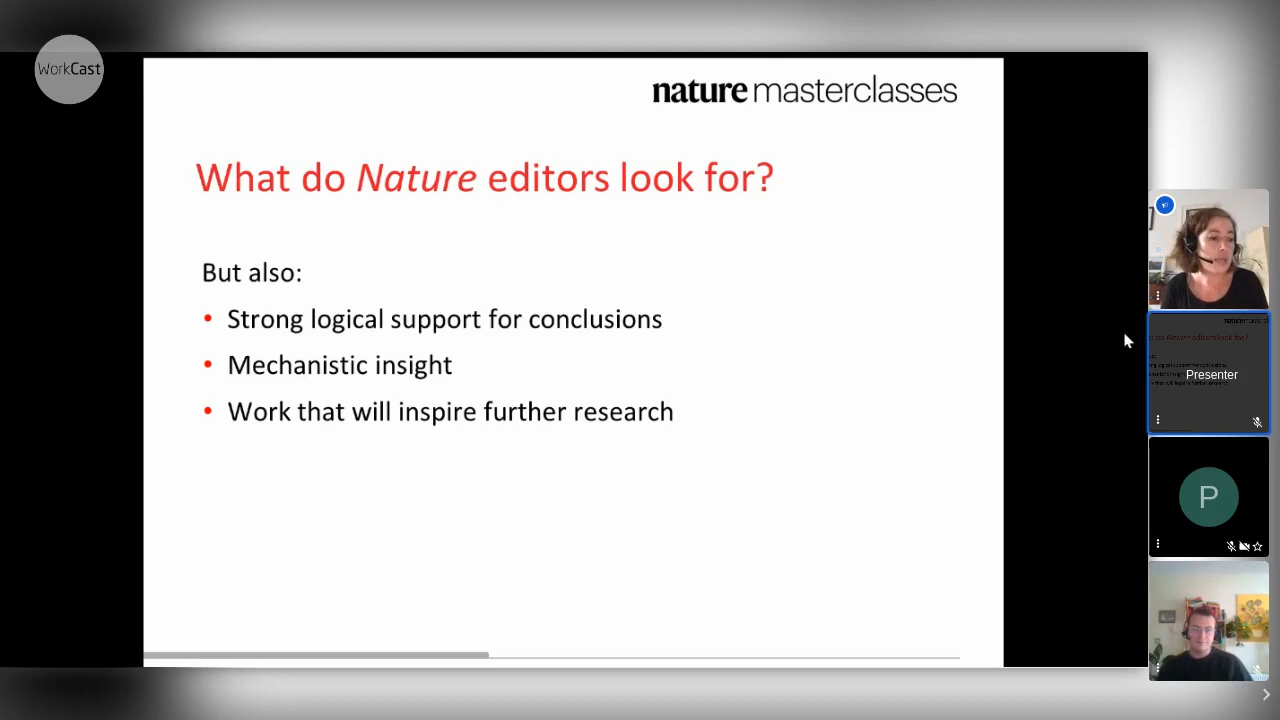 WorkCast
nature masterclasses
What do Nature editors look for?
But also:
• Strong logical support for conclusions
• Mechanistic insight
• Work that will inspire further research
Presenter
P